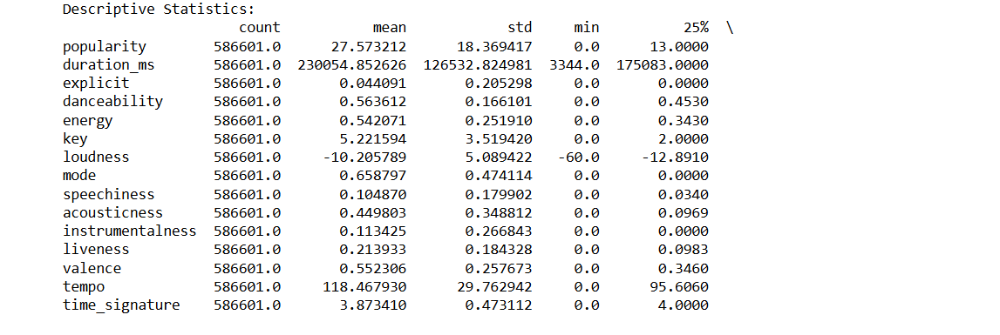 Descriptive Statistics:
count mean std min 25% \
popularity 586601.0 27.573212 18.369417 0.0 13.0000
duration_ms 586601.0 230054.852626 126532.824981 3344.0 175083.0000
explicit 586601.0 0.044091 0.205298 0.0 0.0000
danceability 586601.0 0.563612 0.166101 0.0 0.4530
energy 586601.0 0.542071 0.251910 0.0 0.3430
key 586601.0 5.221594 3.519420 0.0 2.0000
loudness 586601.0 -10.205789 5.089422 -60.0 -12.8910
mode 586601.0 0.658797 0.474114 0.0 0.0000
speechiness 586601.0 0.104870 0.179902 0.0 0.0340
acousticness 586601.0 0.449803 0.348812 0.0 0.0969
instrumentalness 586601.0 0.113425 0.266843 0.0 0.0000
liveness 586601.0 0.213933 0.184328 0.0 0.0983
valence 586601.0 0.552306 0.257673 0.0 0.3460
tempo 586601.0 118.467930 29.762942 0.0 95.6060
time_signature 586601.0 3.873410 0.473112 0.0 4.0000